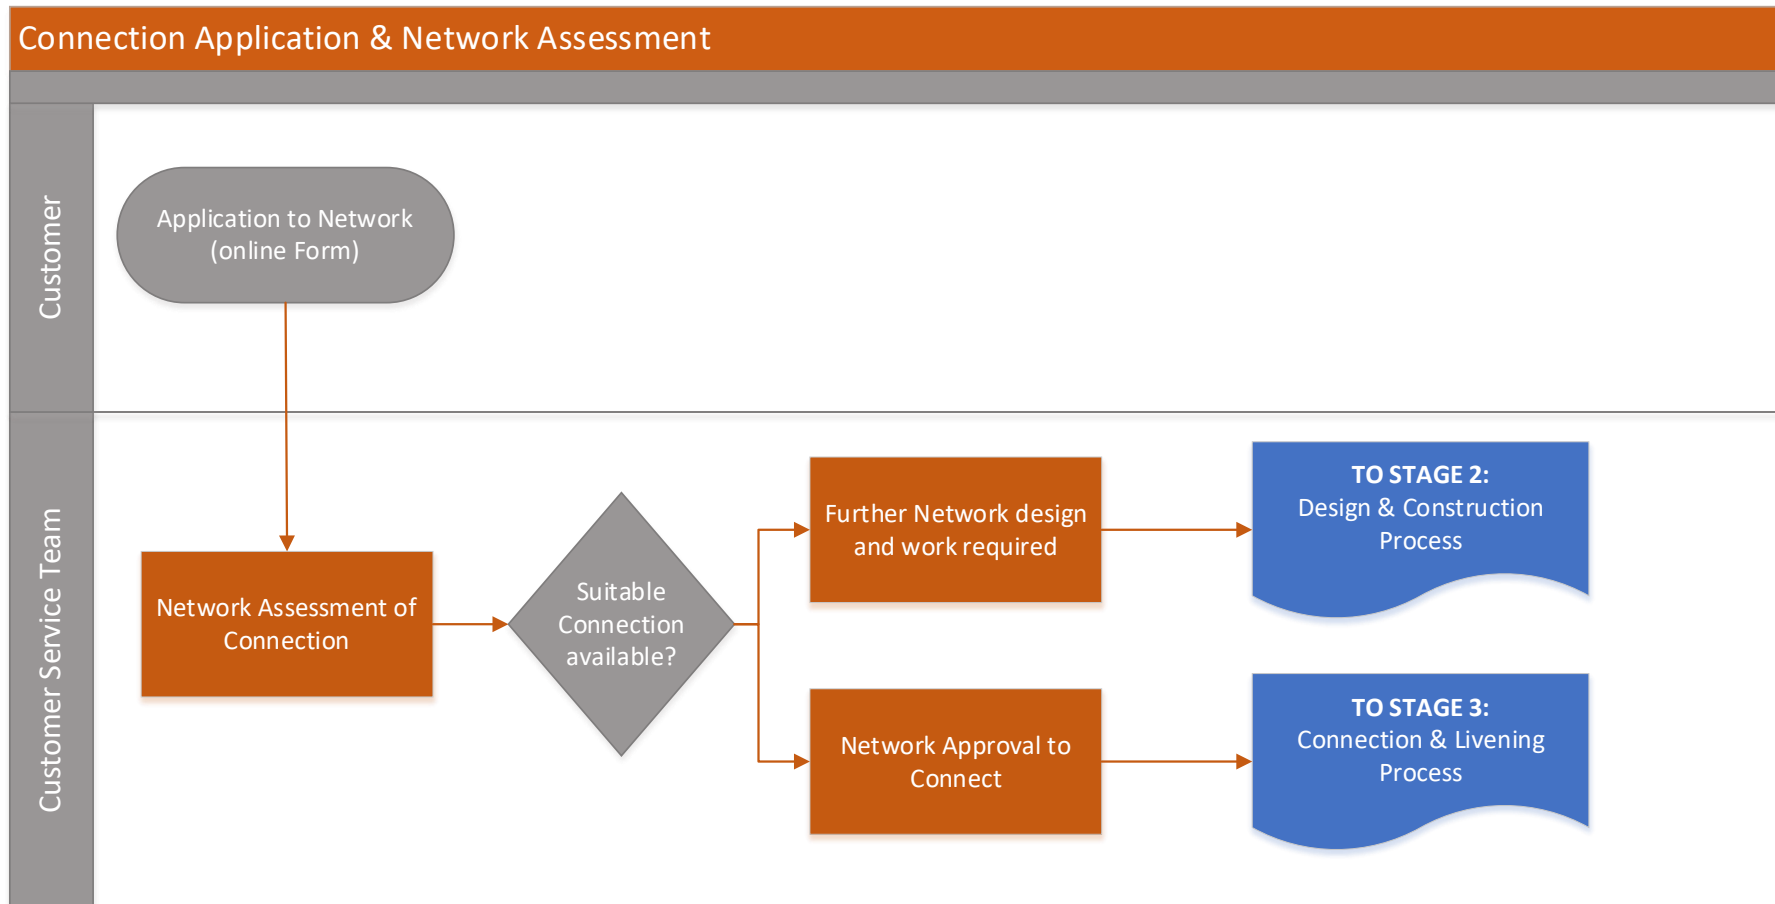 Connection Application & Network Assessment
Customer
Application to Network
(online Form)
Customer Service Team
Network Assessment of
Connection
Suitable
Connection
available?
Further Network design
and work required
TO STAGE 2:
Design & Construction
Process
Network Approval to
Connect
TO STAGE 3:
Connection & Livening
Process